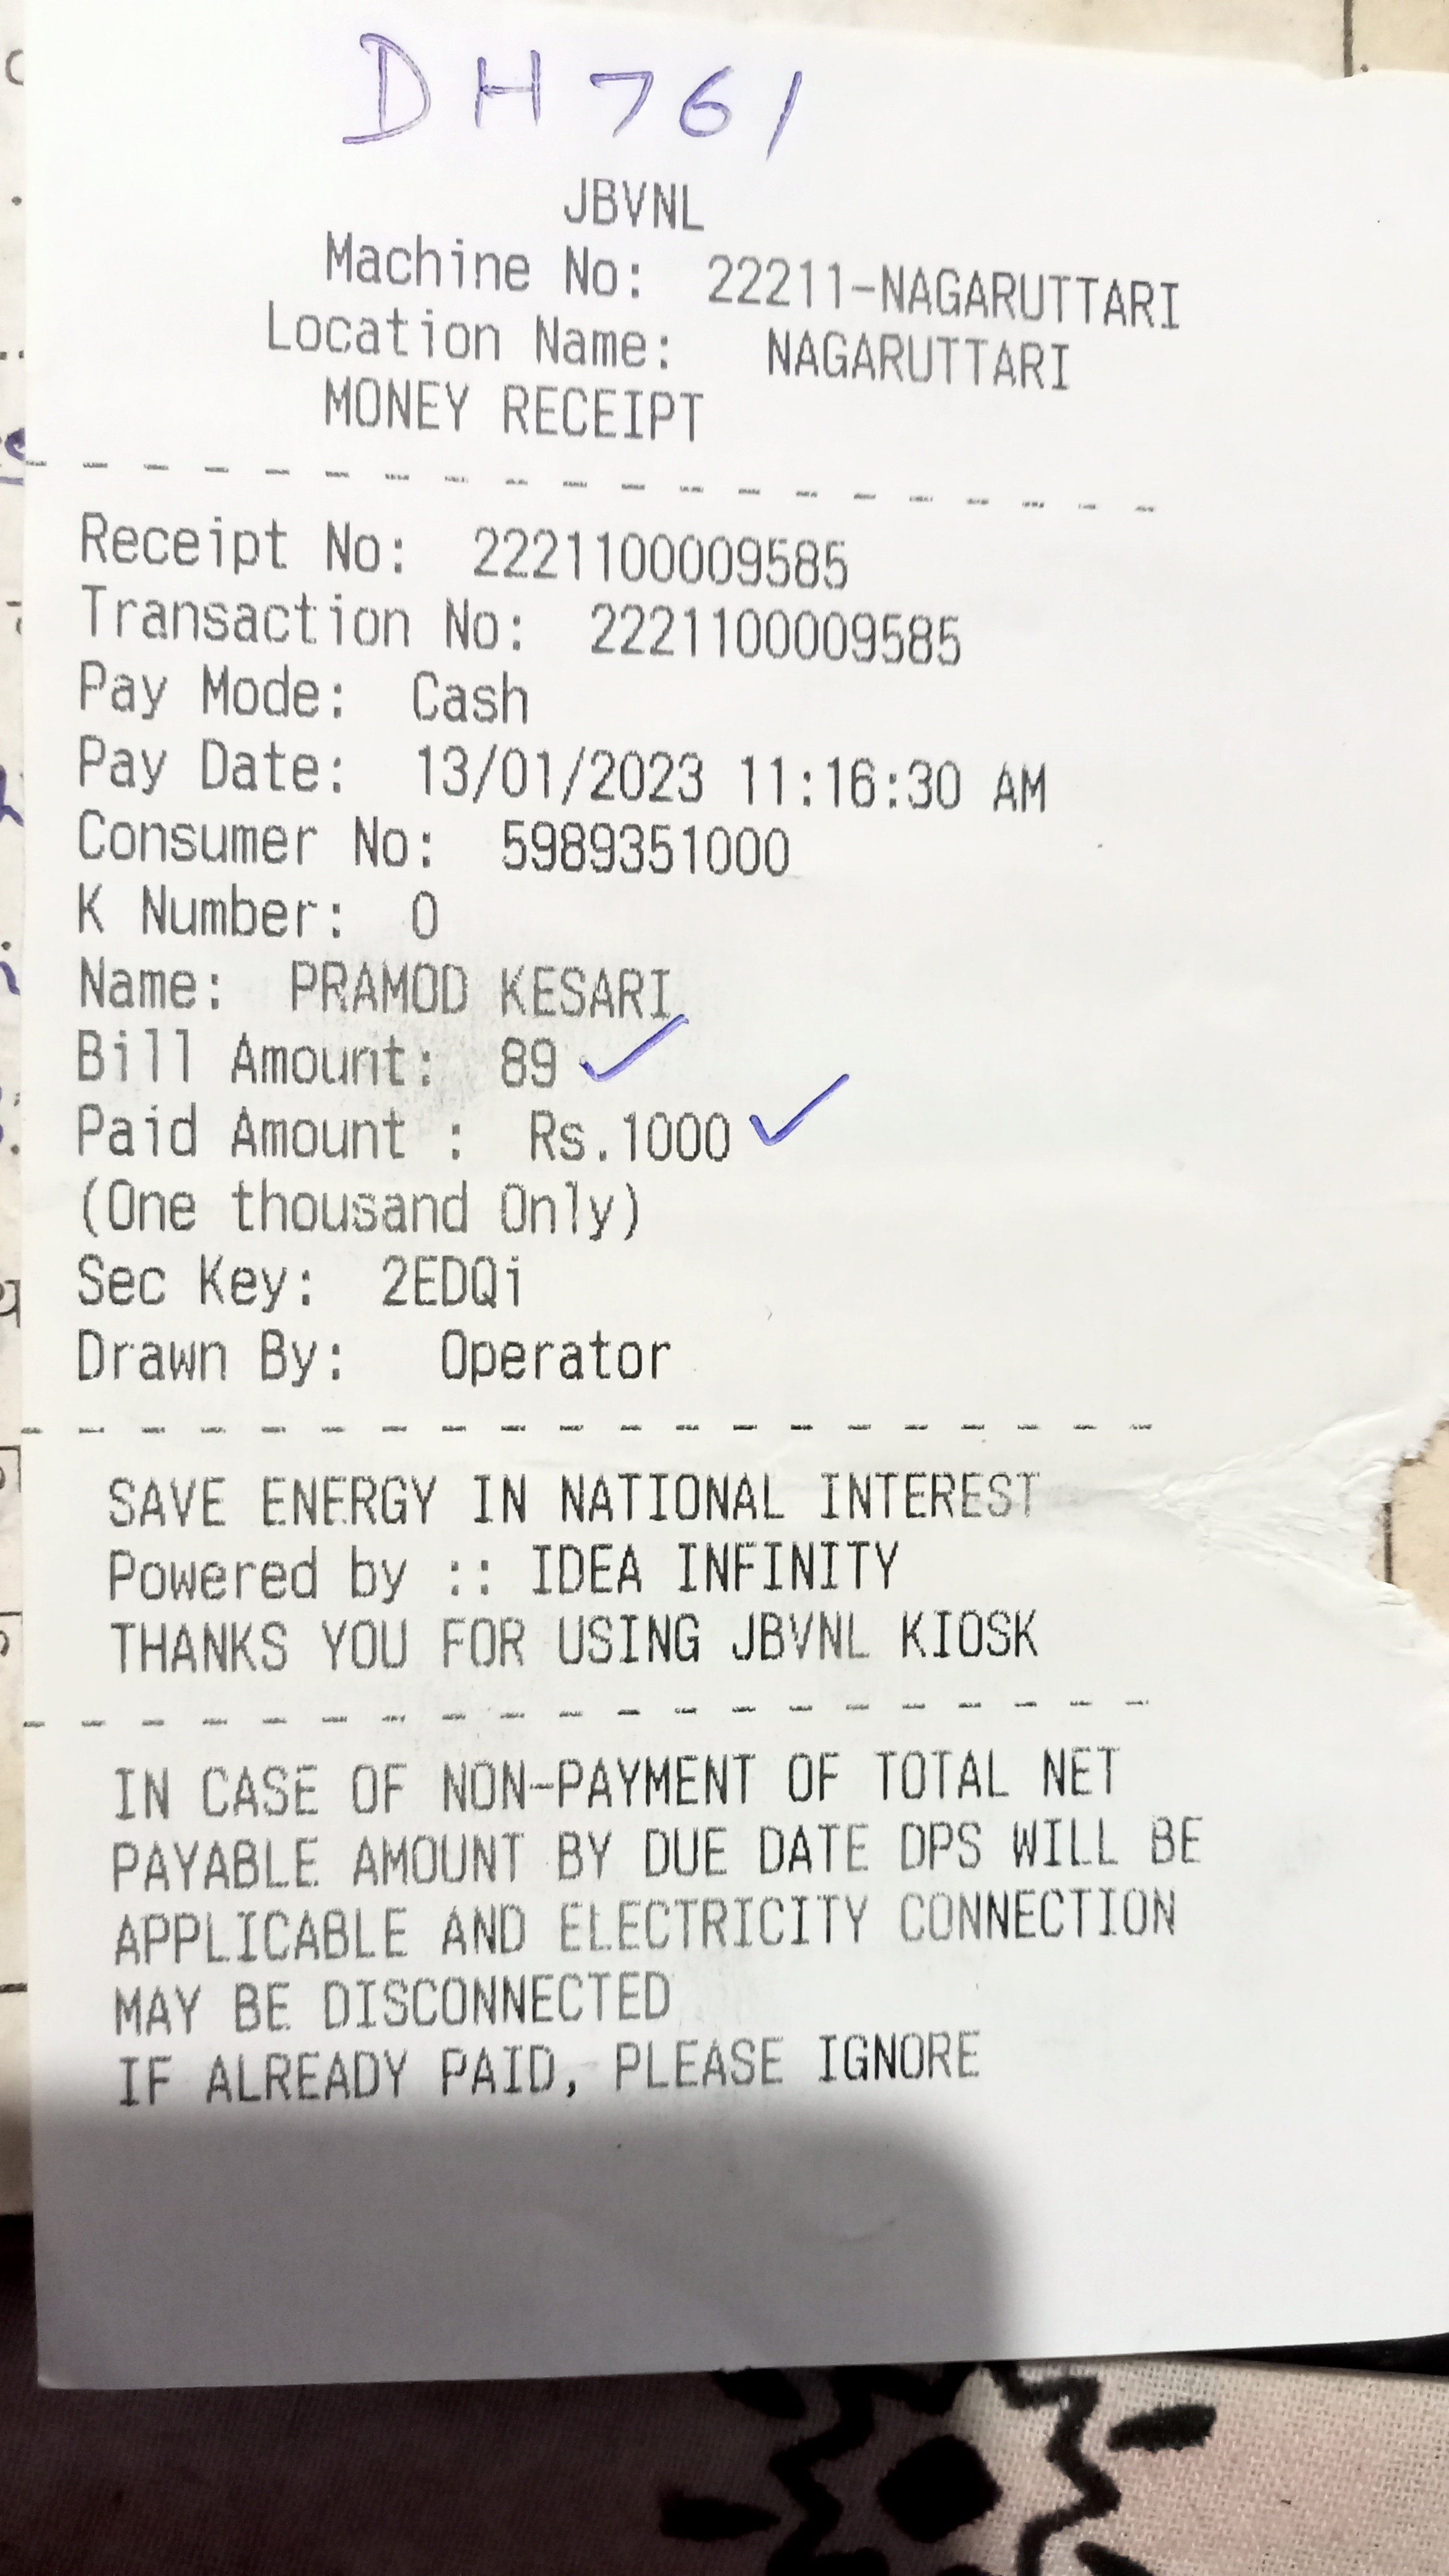 DH761
JBVNL
Machine No: 22211-NAGARUTTARI
Location Name: NAGARUTTARI
MONEY RECEIPT
Receipt No: 2221100009585
Transaction No: 2221100009585
Pay Mode: Cash
Pay Date: 13/01/2023 11:16:30 AM
Consumer No: 5989351000
K Number: 0
Name: PRAMOD KESARI
Bill Amount: 89
Paid Amount : Rs.1000
(One thousand Only)
Sec Key: 2EDQi
Drawn By: Operator
SAVE ENERGY IN NATIONAL INTEREST
Powered by :: IDEA INFINITY
THANKS YOU FOR USING JBVNL KIOSK
IN CASE OF NON-PAYMENT OF TOTAL NET
PAYABLE AMOUNT BY DUE DATE DPS WILL BE
APPLICABLE AND ELECTRICITY CONNECTION
MAY BE DISCONNECTED
IF ALREADY PAID, PLEASE IGNORE